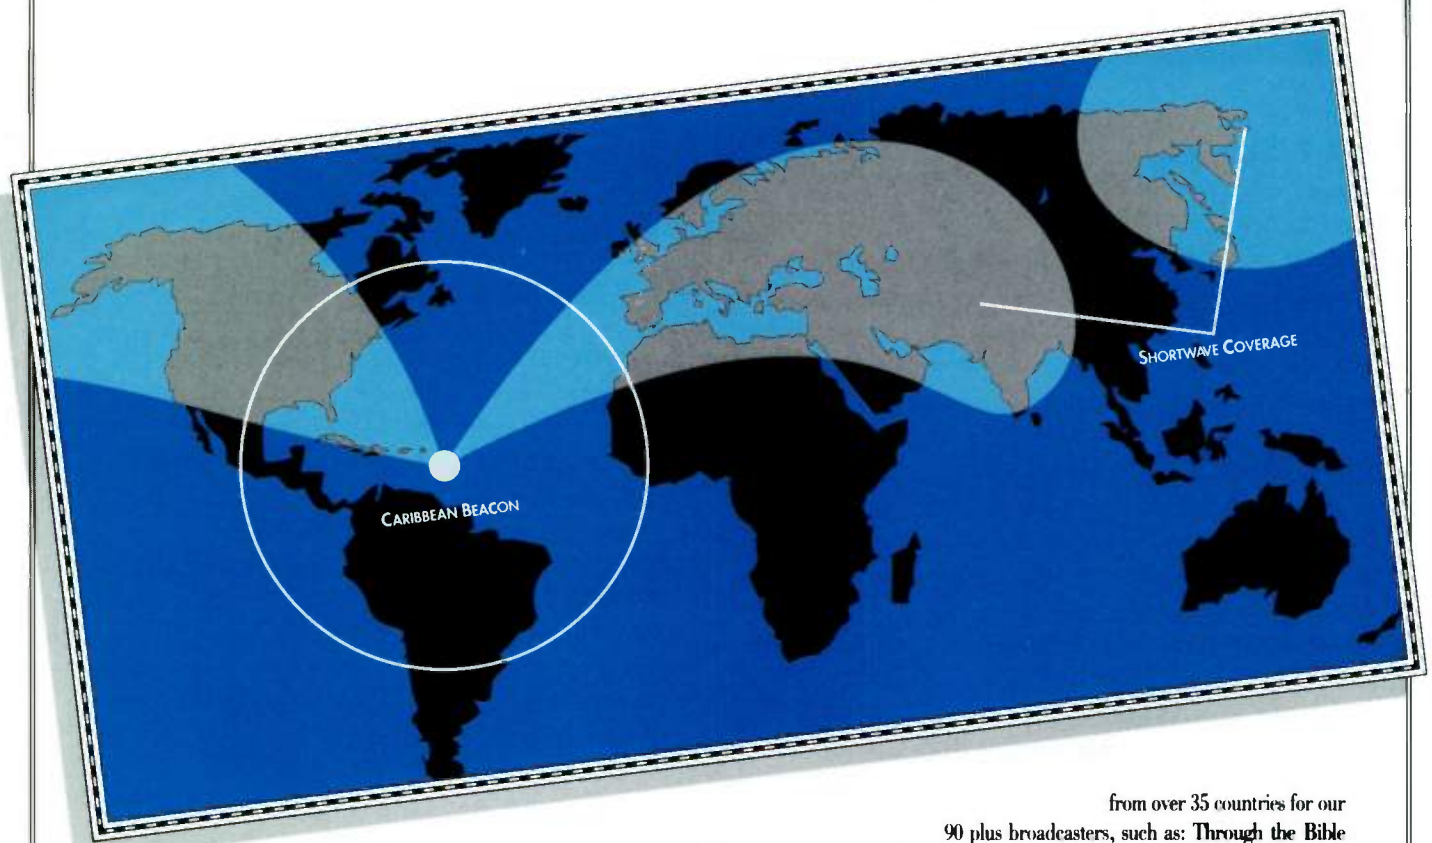 SHORTWAVE COVERAGE
CARIBBEAN BEACON
from over 35 countries for our
90 plus broadcasters, such as: Through the Bible